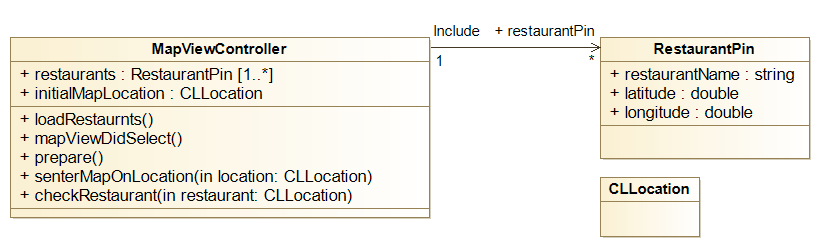 Include + restaurantPin
MapViewController
RestaurantPin
+ restaurants : RestaurantPin [1..*]
+ initialMapLocation : CLLocation
1
*
+ restaurantName : string
+ latitude : double
+ longitude : double
+ loadRestaurnts()
+ mapViewDidSelect()
+ prepare()
+ senterMapOnLocation(in location: CLLocation)
+ checkRestaurant(in restaurant: CLLocation)
CLLocation